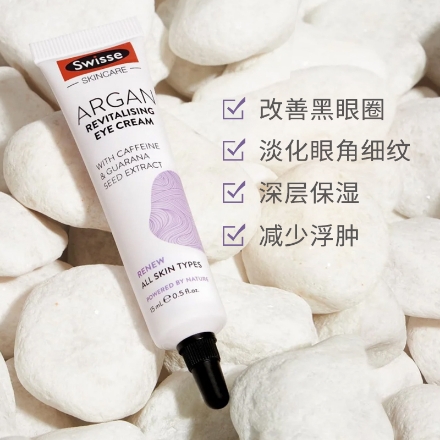 Swisse
SKINCARE
ARGAN
REVITALISING
EYE CREAM
WITH CAFFEINE
& GUARANA
SEED EXTRACT
RENEW
ALL SKIN TYPES
POWERED BY NATURE
15 mL ℮ 0.5 fl.oz.
改善黑眼圈
淡化眼角细纹
深层保湿
减少浮肿